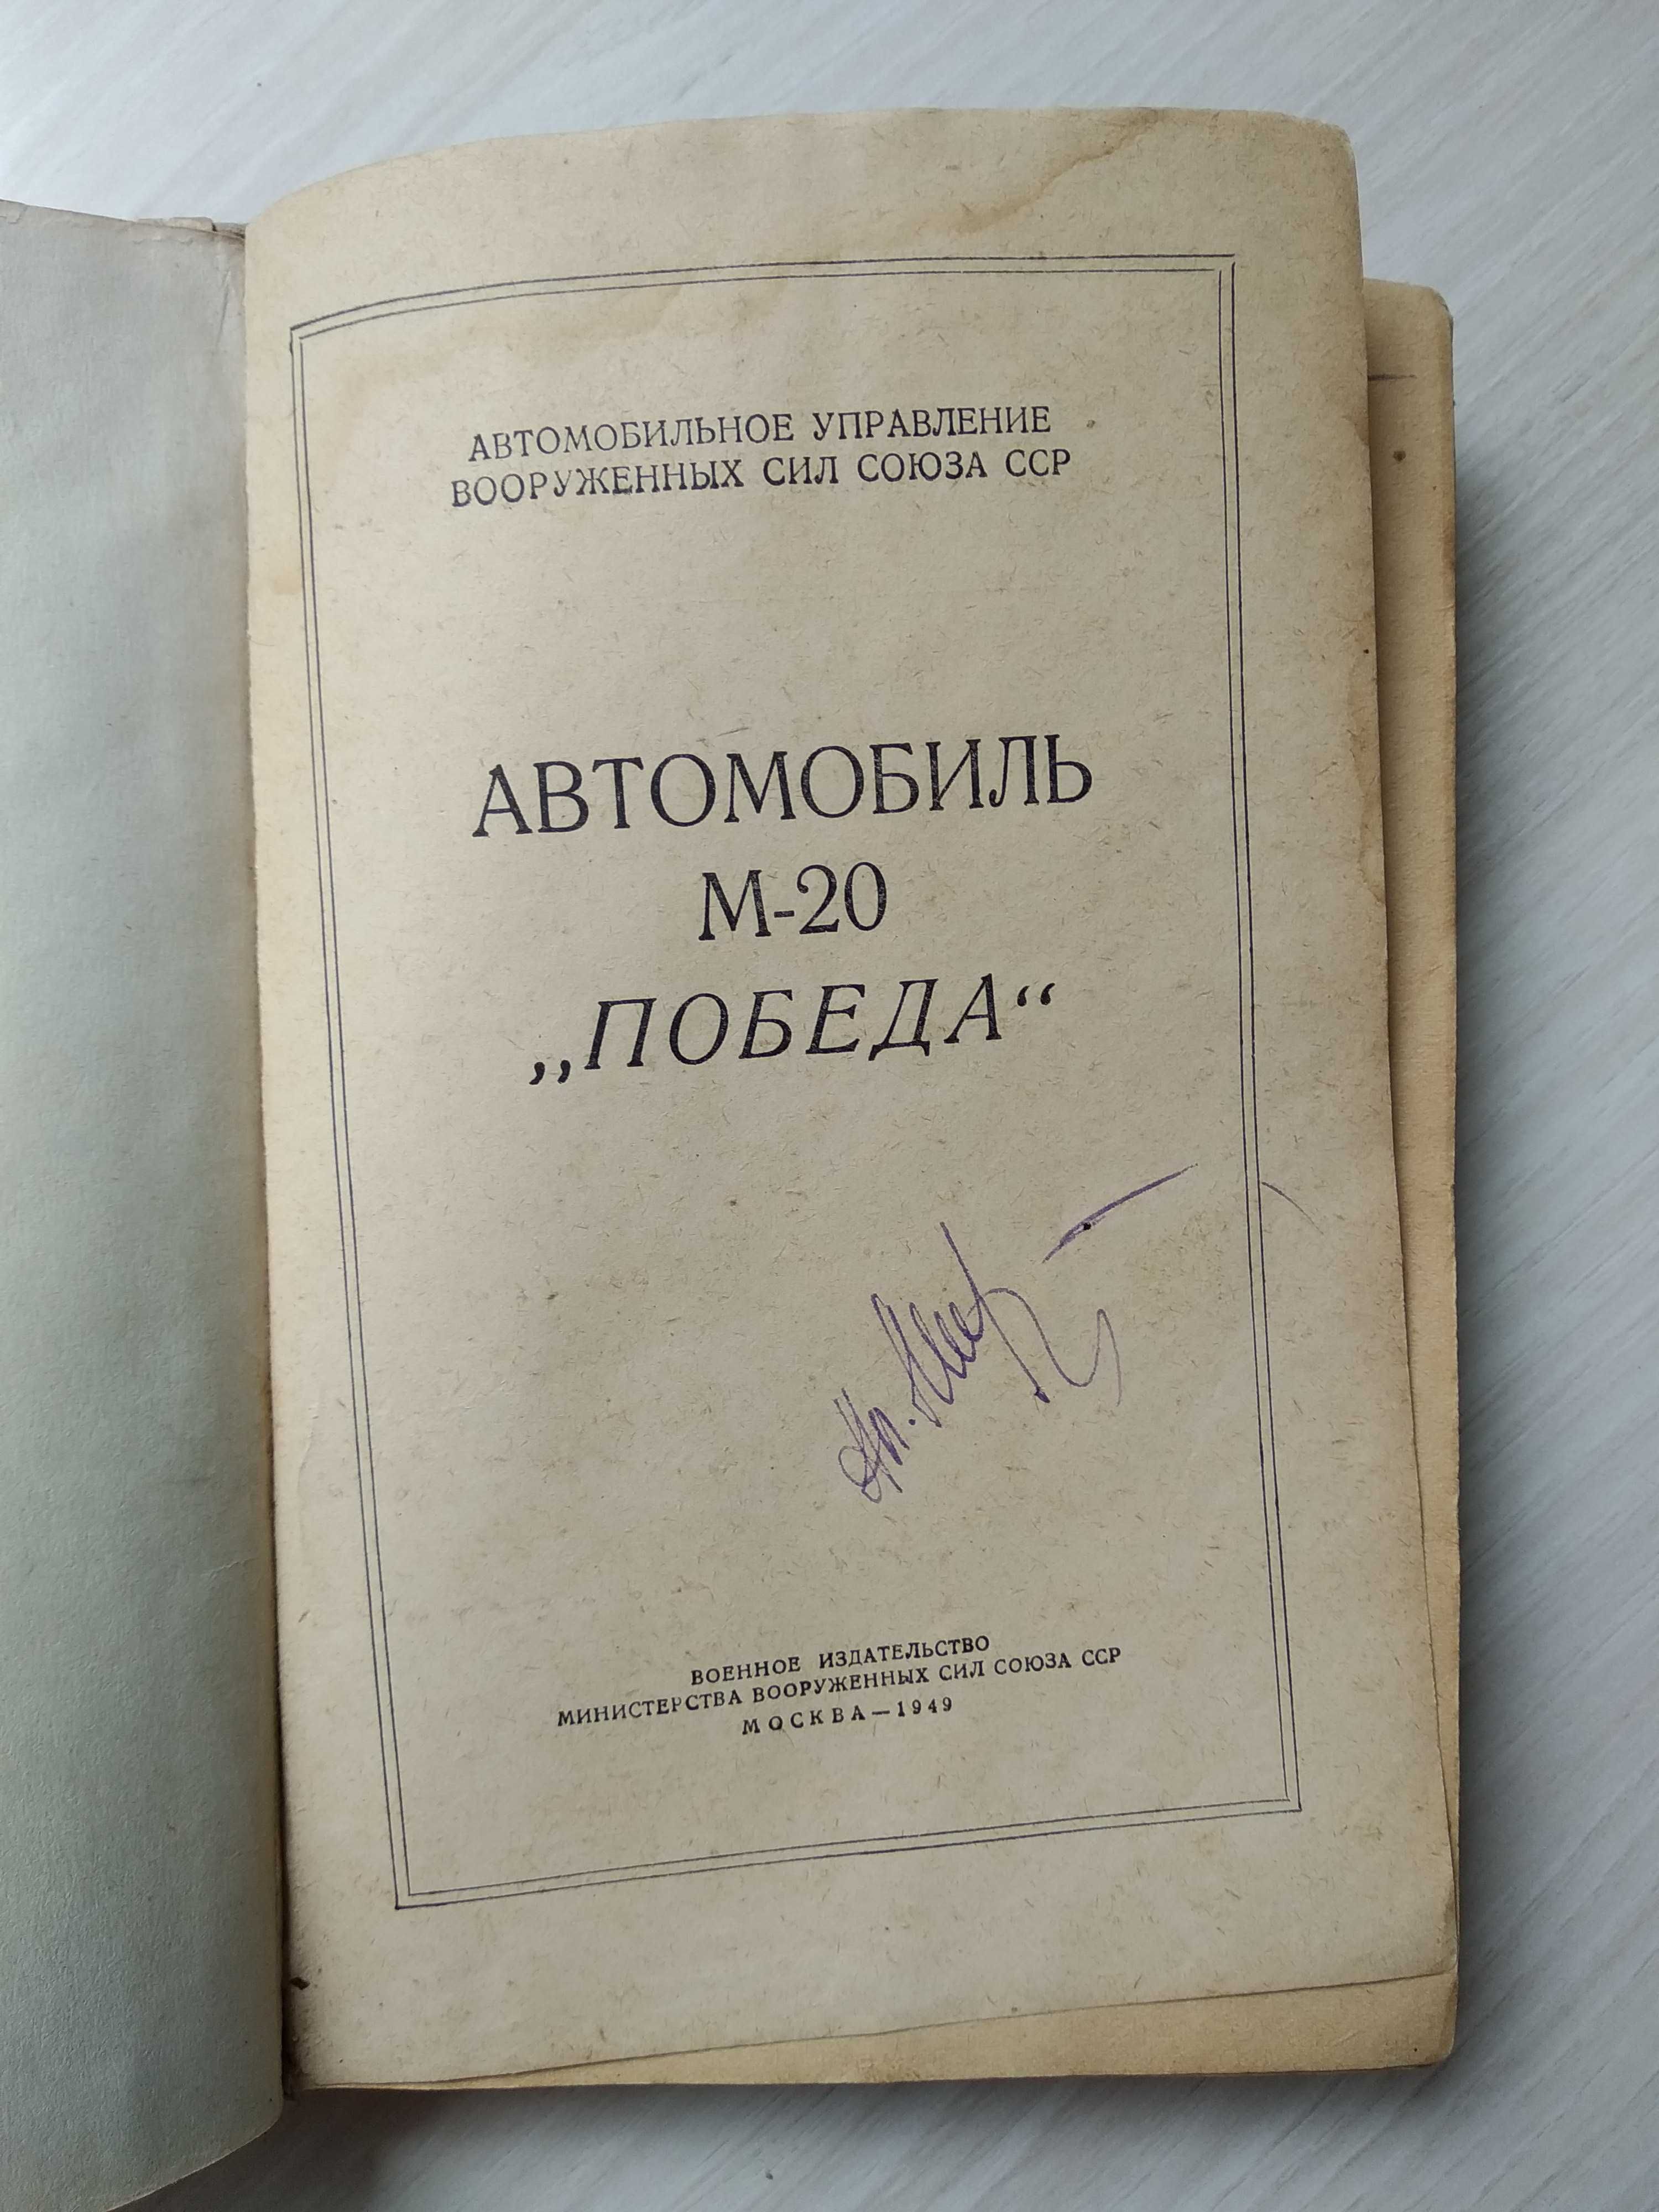 АВТОМОБИЛЬНОЕ УПРАВЛЕНИЕ
ВООРУЖЕННЫХ СИЛ СОЮЗА ССР
АВТОМОБИЛЬ
М-20
„ПОБЕДА“
ВОЕННОЕ ИЗДАТЕЛЬСТВО
МИНИСТЕРСТВА ВООРУЖЕННЫХ СИЛ СОЮЗА ССР
МОСКВА—1949